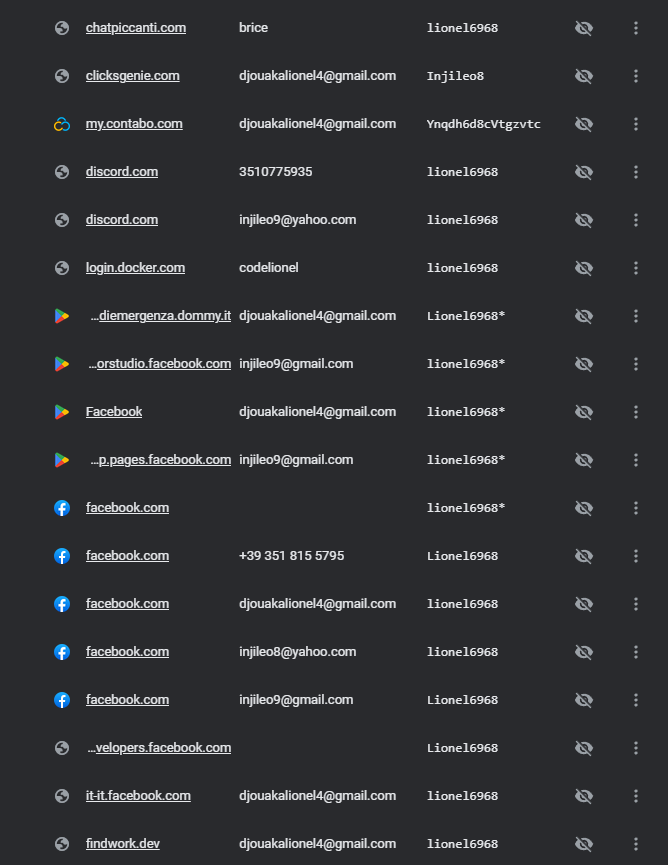 chatpiccanti.com brice lionel6968
clicksgenie.com djouakalionel4@gmail.com Injileo8
my.contabo.com djouakalionel4@gmail.com Ynqdh6d8cVtgzvtc
discord.com 3510775935 lionel6968
discord.com injileo9@yahoo.com lionel6968
login.docker.com codelionel lionel6968
…diemergenza.dommy.it djouakalionel4@gmail.com Lionel6968*
…orstudio.facebook.com injileo9@gmail.com lionel6968*
Facebook djouakalionel4@gmail.com lionel6968*
…p.pages.facebook.com injileo9@gmail.com lionel6968*
facebook.com lionel6968*
facebook.com +39 351 815 5795 Lionel6968
facebook.com djouakalionel4@gmail.com lionel6968
facebook.com injileo8@yahoo.com lionel6968
facebook.com injileo9@gmail.com Lionel6968
…velopers.facebook.com Lionel6968
it-it.facebook.com djouakalionel4@gmail.com lionel6968
findwork.dev djouakalionel4@gmail.com lionel6968